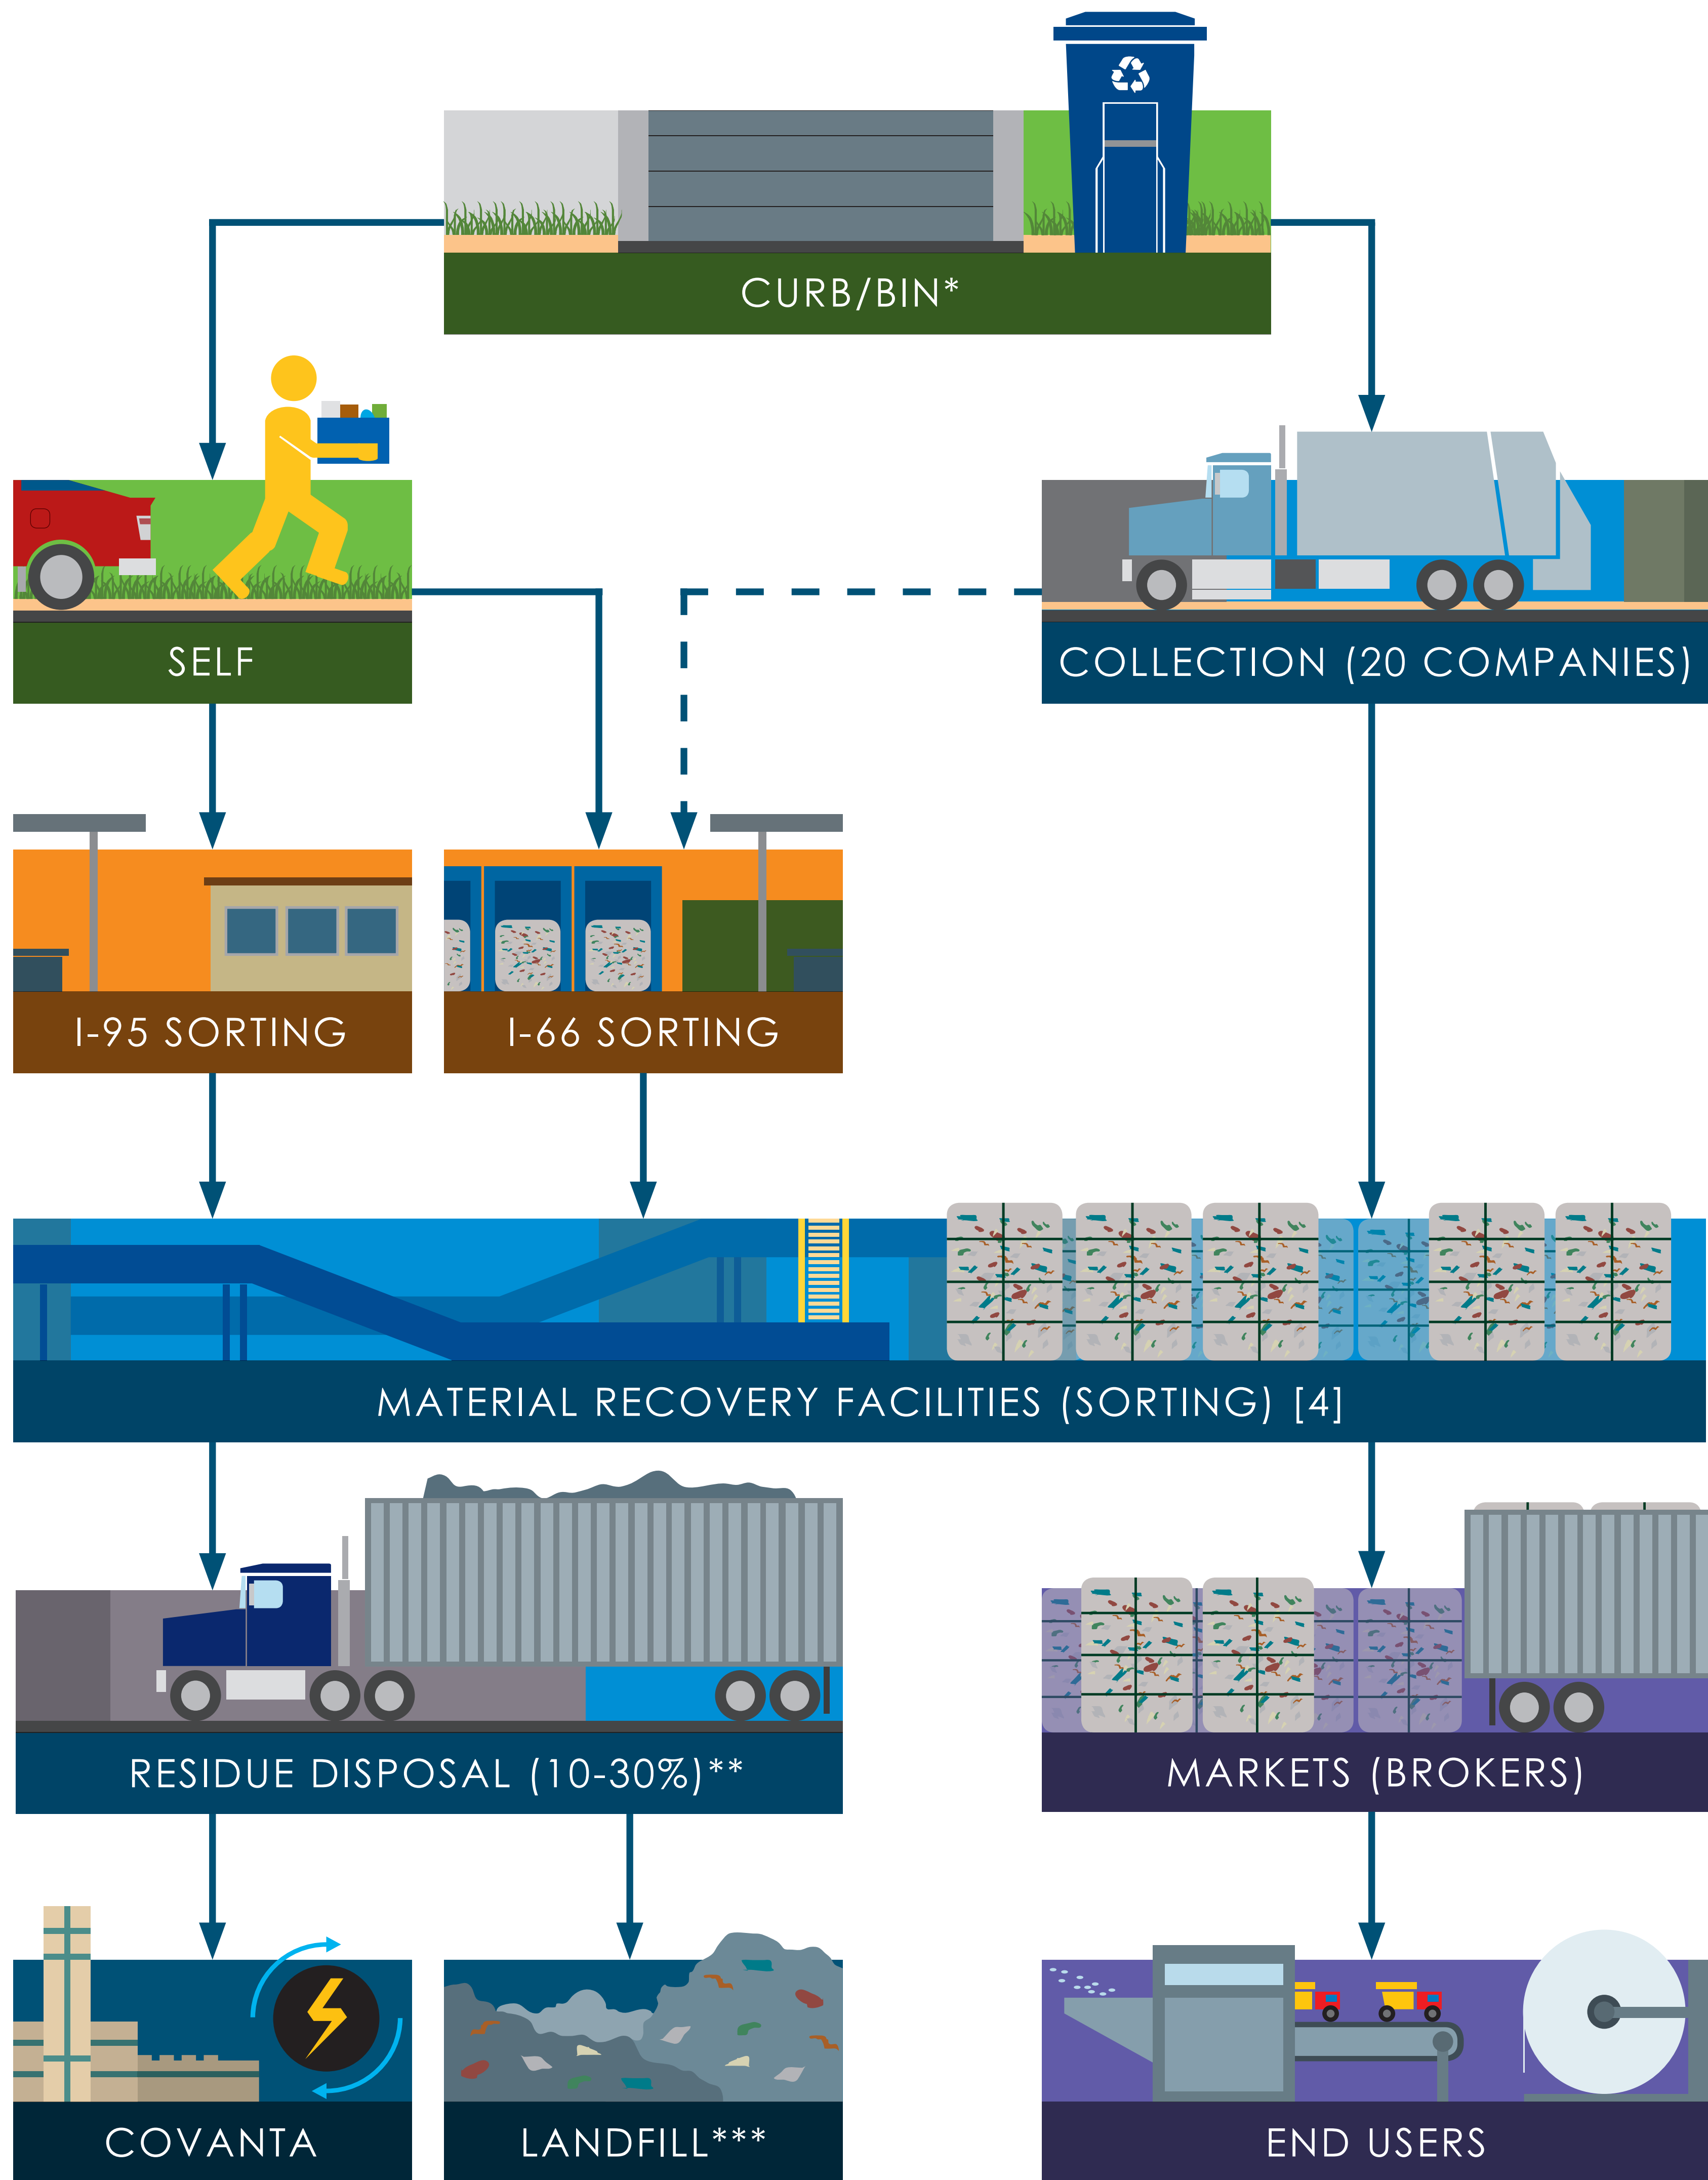 CURB/BIN*
SELF
COLLECTION (20 COMPANIES)
I-95 SORTING
I-66 SORTING
MATERIAL RECOVERY FACILITIES (SORTING) [4]
RESIDUE DISPOSAL (10-30%)**
MARKETS (BROKERS)
COVANTA
LANDFILL***
END USERS